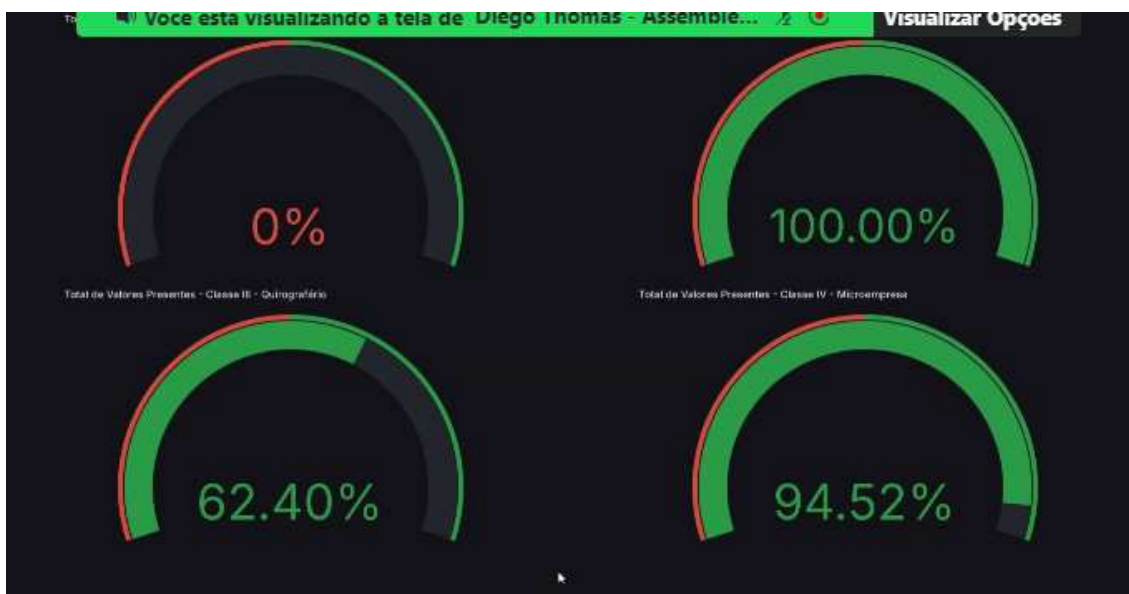 Você está visualizando a tela de Diego Thomas - Assemble... Visualizar Opções
0%
100.00%
Total de Valores Presentes - Classe III - Quirografário
Total de Valores Presentes - Classe IV - Microempresa
62.40%
94.52%